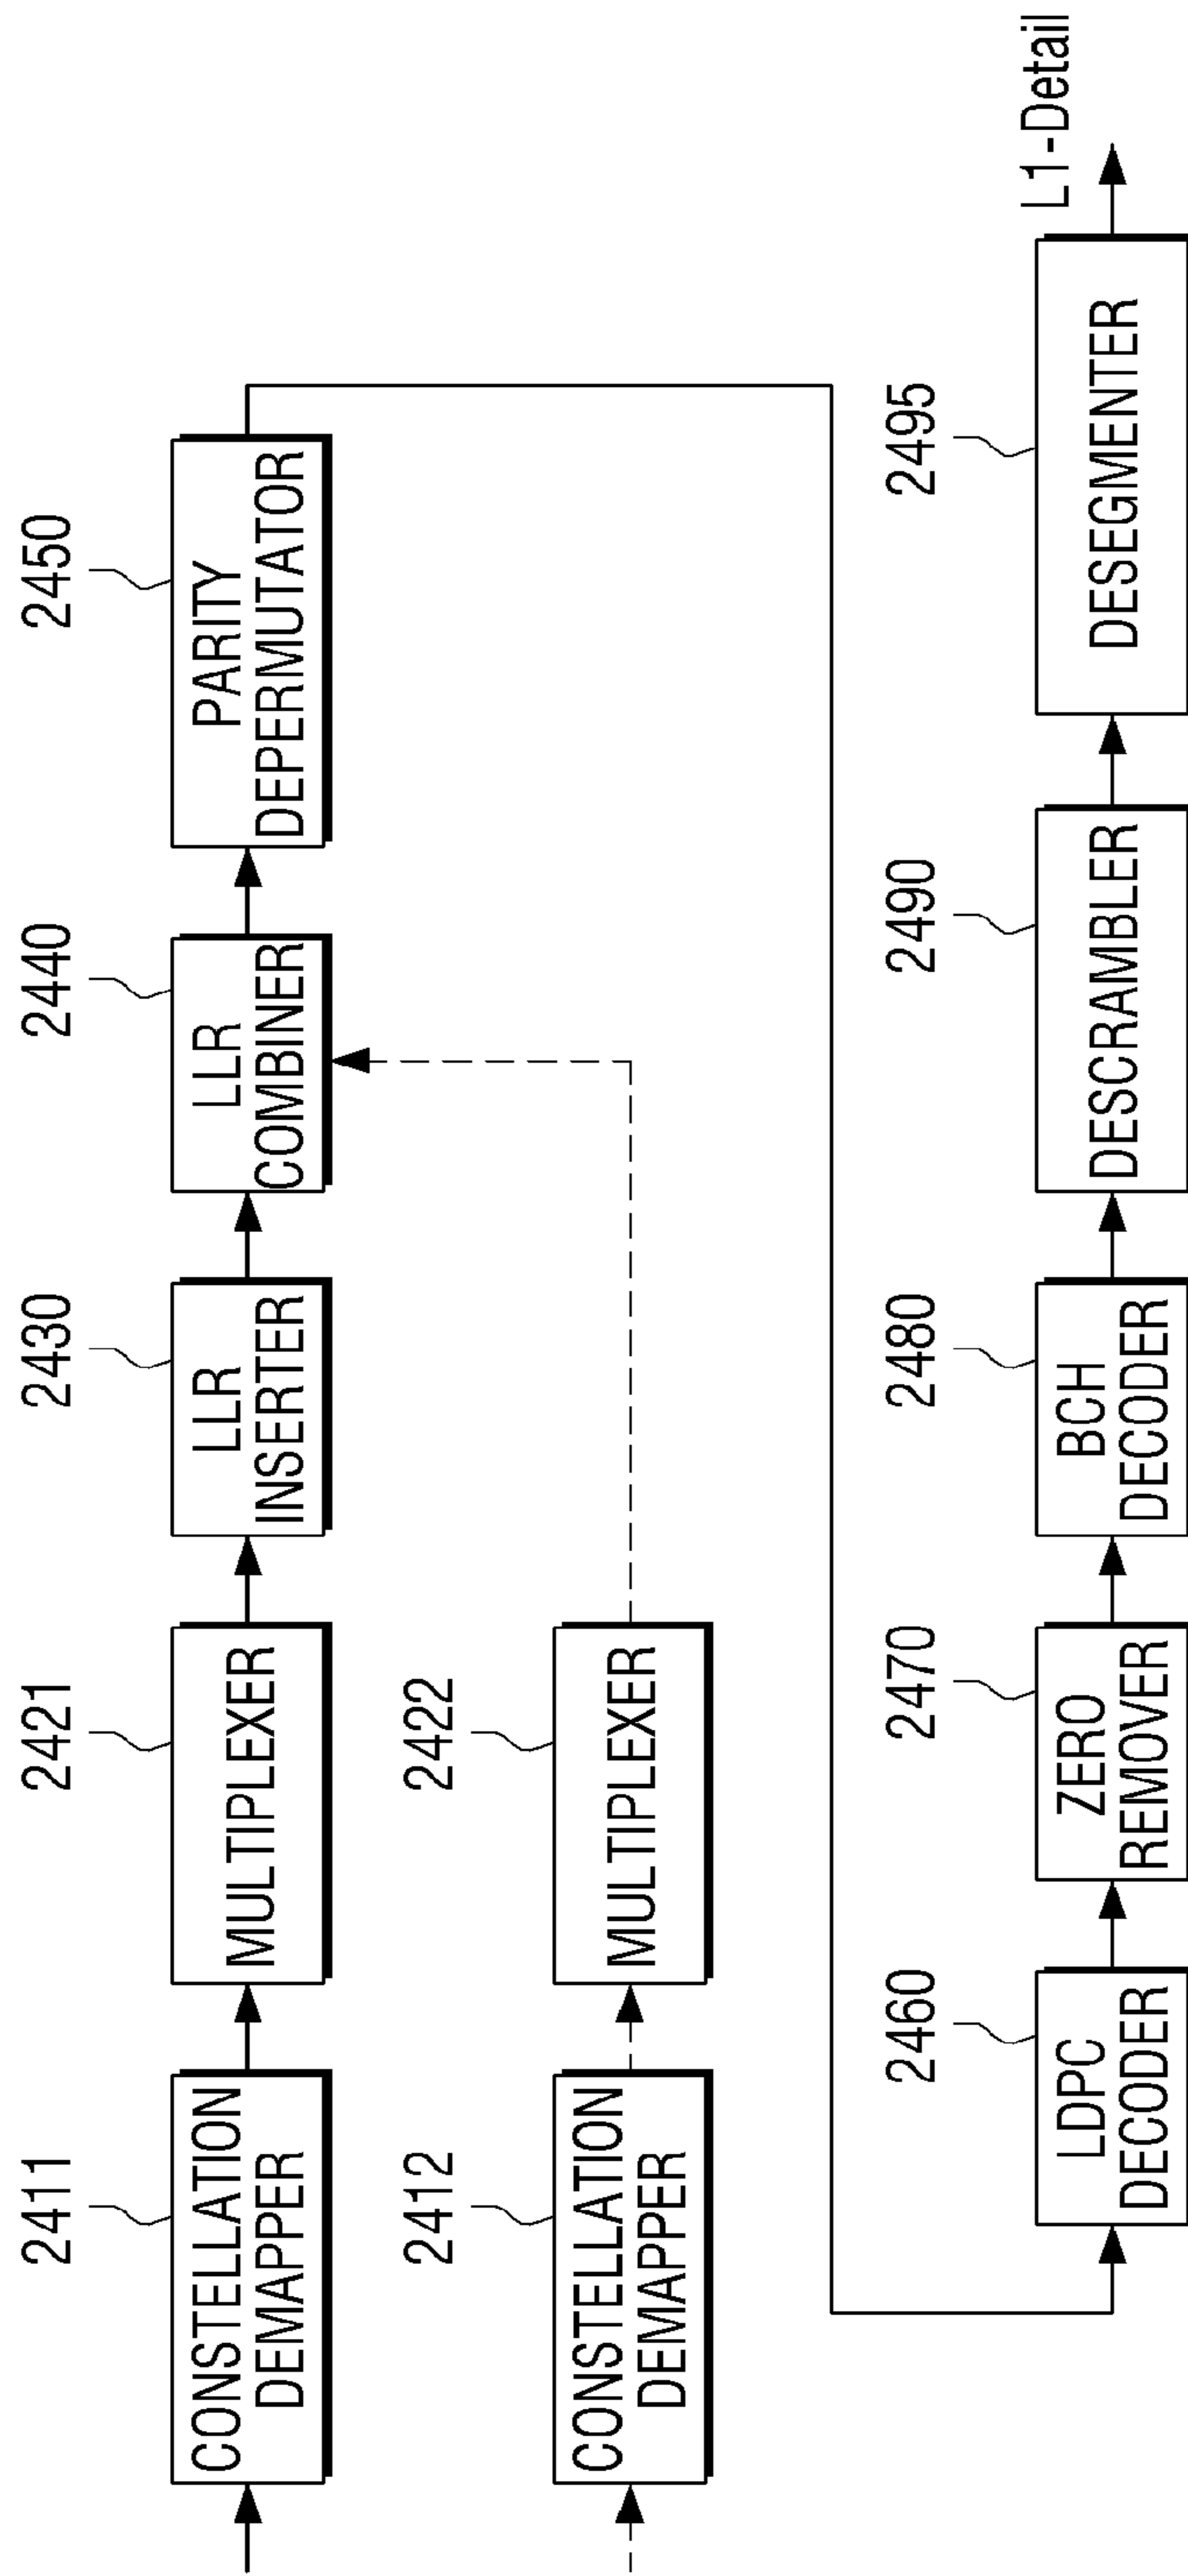 2411
CONSTELLATION
DEMAPPER
2421
MULTIPLEXER
2430
LLR
INSERTER
2440
LLR
COMBINER
2450
PARITY
DEPERMUTATOR
2412
CONSTELLATION
DEMAPPER
2422
MULTIPLEXER
2460
LDPC
DECODER
2470
ZERO
REMOVER
2480
BCH
DECODER
2490
DESCRAMBLER
2495
DESEGMENTER
L1-Detail